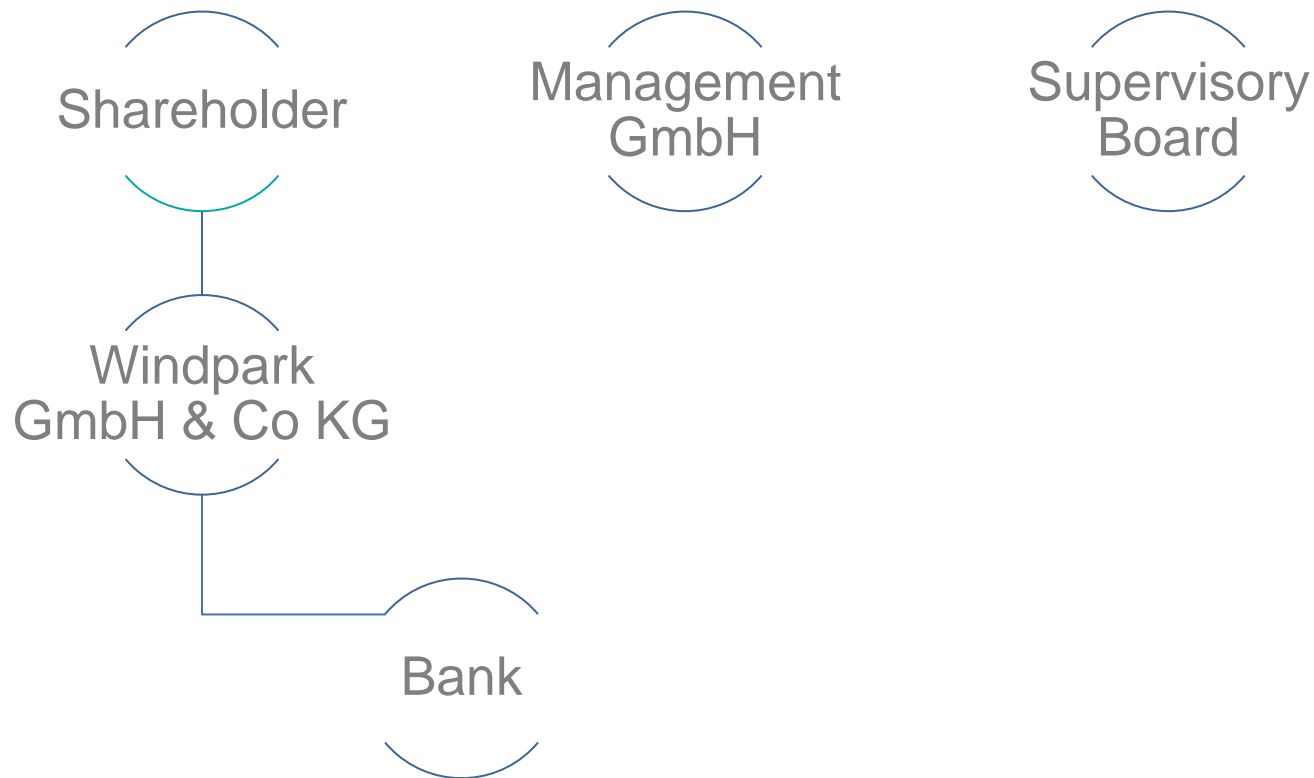 Shareholder
Management
GmbH
Supervisory
Board
Windpark
GmbH & Co KG
Bank